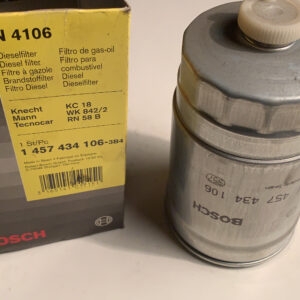 N 4106
Dieselfilter
Diesel filter
Filtre à gazole
Brandstoffilter
Filtro Diesel
Filtro de gas-oil
Filtro para
combustível
Diesel
Dieselfilter
Knecht KC 18
Mann WK 842/2
Tecnocar RN 58 B
1 St/Pc
1 457 434 106-3B4
BOSCH
BOSCH
457 434 106